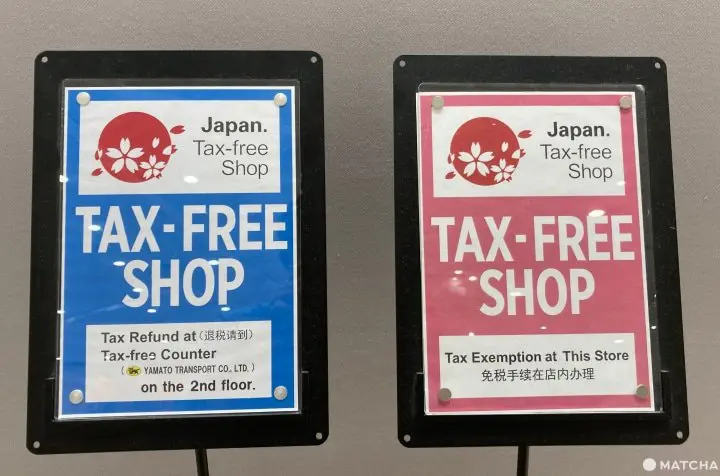 Japan.
Tax-free
Shop
TAX-FREE
SHOP
Tax Refund at (退税请到)
Tax-free Counter
( YAMATO TRANSPORT CO., LTD. )
on the 2nd floor.
Japan.
Tax-free
Shop
TAX-FREE
SHOP
Tax Exemption at This Store
免税手续在店内办理
MATCHA